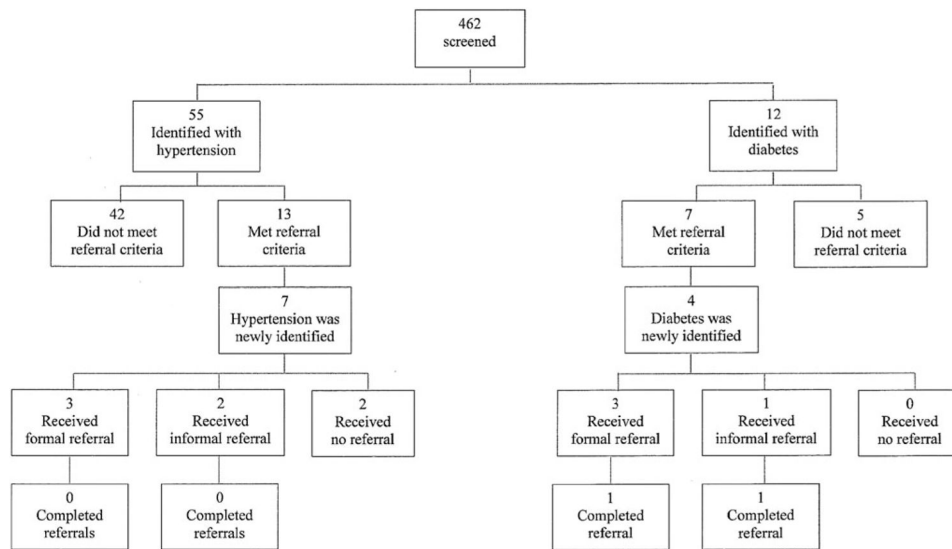 462
screened
55
Identified with
hypertension
12
Identified with
diabetes
42
Did not meet
referral criteria
13
Met referral
criteria
7
Met referral
criteria
5
Did not meet
referral criteria
7
Hypertension was
newly identified
4
Diabetes was
newly identified
3
Received
formal referral
2
Received
informal referral
2
Received
no referral
3
Received
formal referral
1
Received
informal referral
0
Received
no referral
0
Completed
referrals
0
Completed
referrals
1
Completed
referral
1
Completed
referral